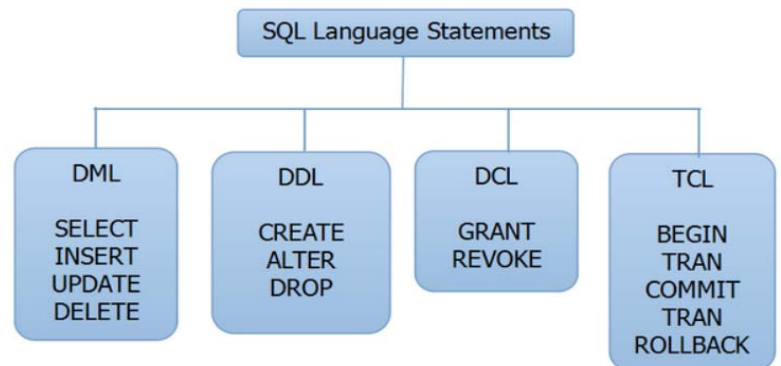 SQL Language Statements
DML
SELECT
INSERT
UPDATE
DELETE
DDL
CREATE
ALTER
DROP
DCL
GRANT
REVOKE
TCL
BEGIN
TRAN
COMMIT
TRAN
ROLLBACK